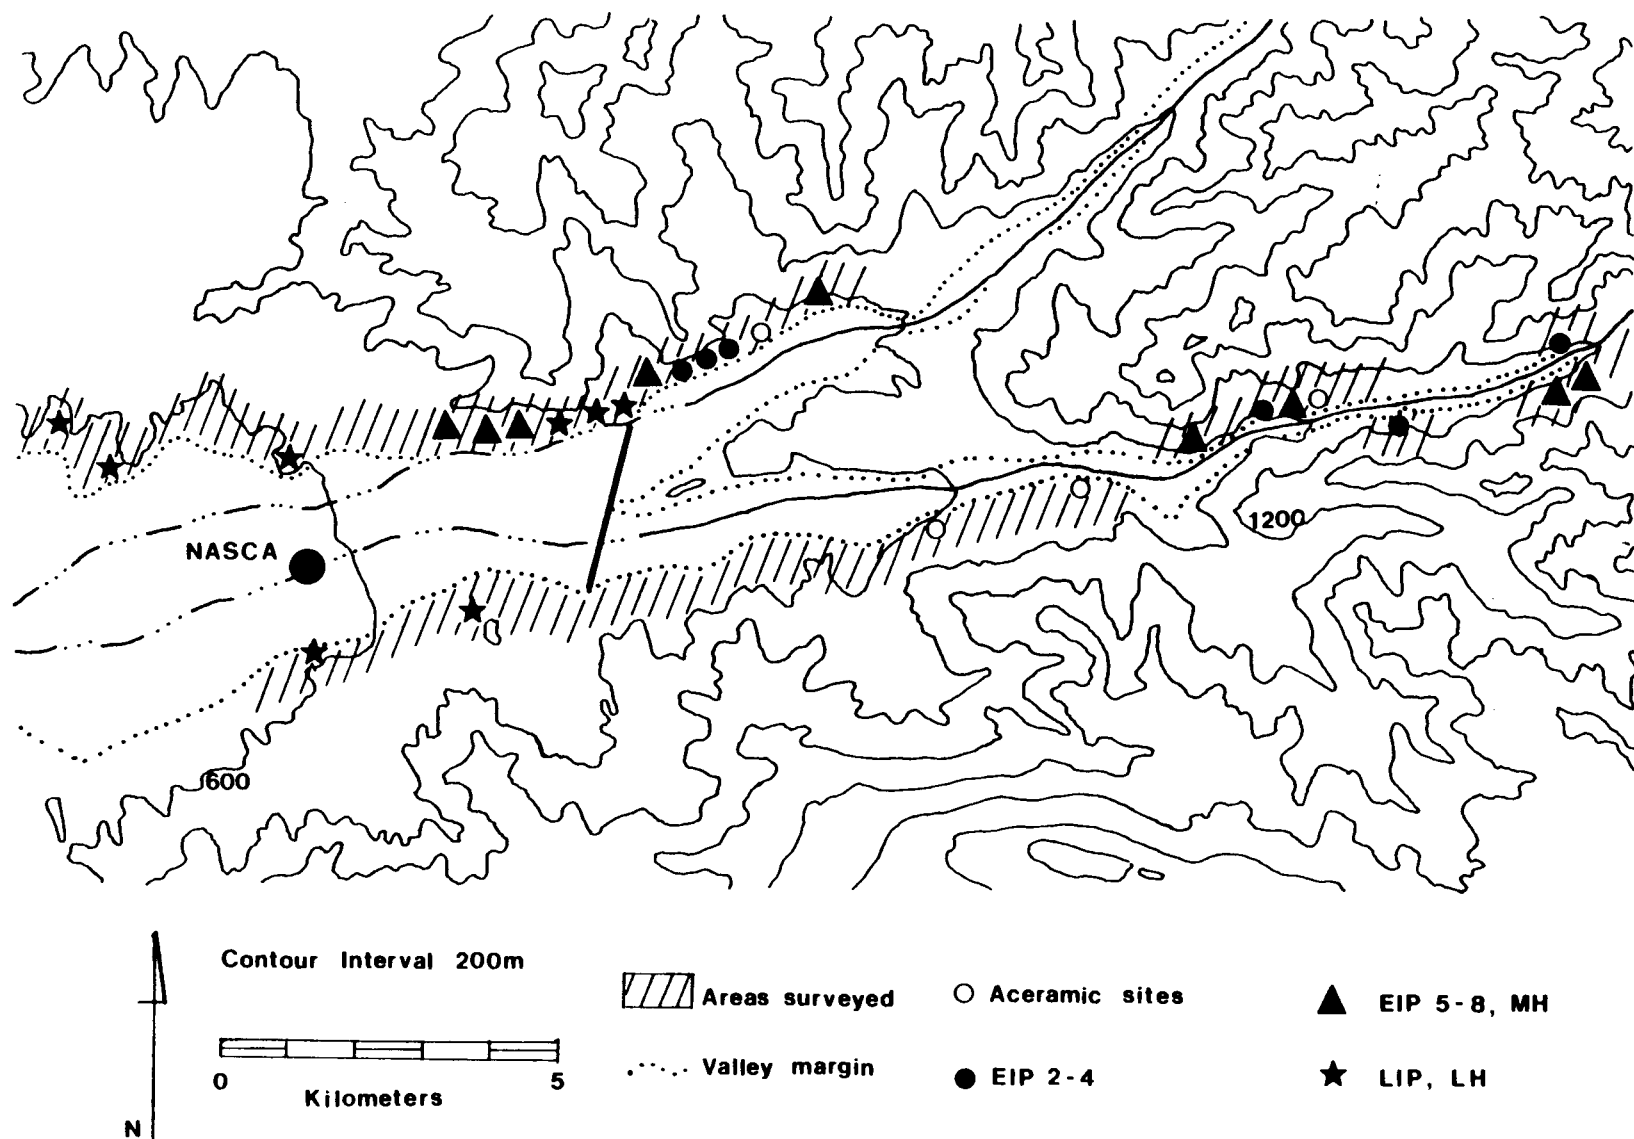 1200
NASCA
600
Contour Interval 200m
Areas surveyed
Aceramic sites
EIP 5-8, MH
Valley margin
EIP 2-4
LIP, LH
0 5
Kilometers
N